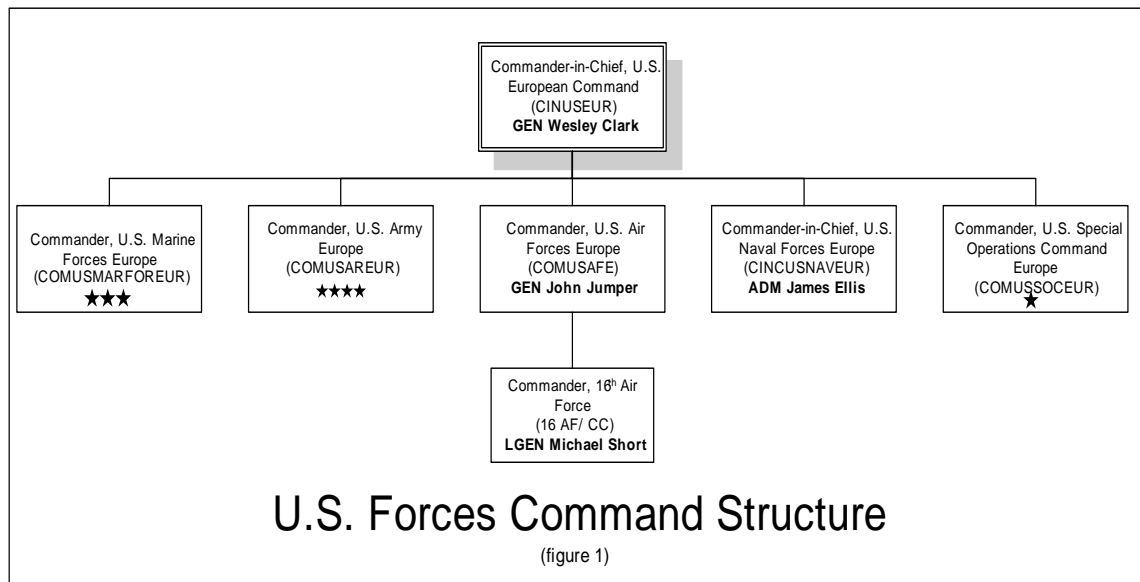 Commander-in-Chief, U.S.
European Command
(CINUSEUR)
GEN Wesley Clark
Commander, U.S. Marine
Forces Europe
(COMUSMARFOREUR)
★★★
Commander, U.S. Army
Europe
(COMUSAREUR)
★★★★
Commander, U.S. Air
Forces Europe
(COMUSAFE)
GEN John Jumper
Commander-in-Chief, U.S.
Naval Forces Europe
(CINCUSNAVEUR)
ADM James Ellis
Commander, U.S. Special
Operations Command
Europe
(COMUSSOCEUR)
★
Commander, 16th Air
Force
(16 AF/ CC)
LGEN Michael Short
U.S. Forces Command Structure
(figure 1)